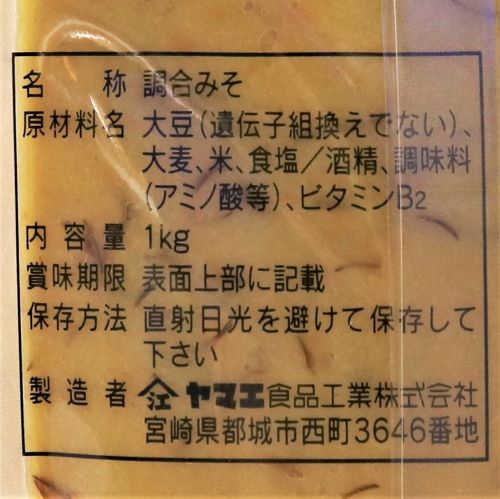 名称 調合みそ
原材料名 大豆(遺伝子組換えでない)、
大麦、米、食塩/酒精、調味料
(アミノ酸等)、ビタミンB2
内容量 1kg
賞味期限 表面上部に記載
保存方法 直射日光を避けて保存して
下さい
製造者 江 ヤマエ食品工業株式会社
宮崎県都城市西町3646番地